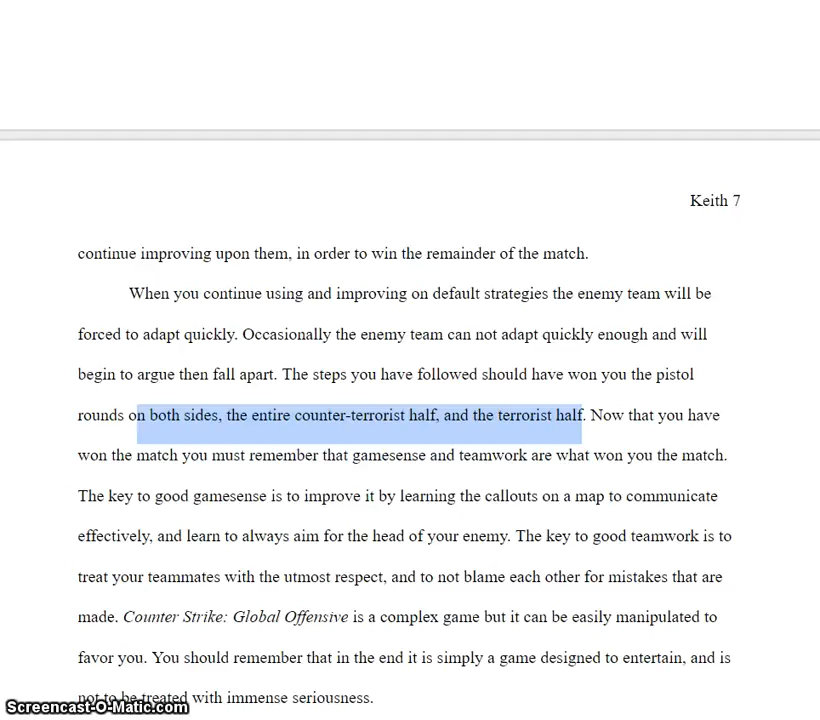 Keith 7
continue improving upon them, in order to win the remainder of the match.
When you continue using and improving on default strategies the enemy team will be
forced to adapt quickly. Occasionally the enemy team can not adapt quickly enough and will
begin to argue then fall apart. The steps you have followed should have won you the pistol
rounds on both sides, the entire counter-terrorist half, and the terrorist half. Now that you have
won the match you must remember that gamesense and teamwork are what won you the match.
The key to good gamesense is to improve it by learning the callouts on a map to communicate
effectively, and learn to always aim for the head of your enemy. The key to good teamwork is to
treat your teammates with the utmost respect, and to not blame each other for mistakes that are
made. Counter Strike: Global Offensive is a complex game but it can be easily manipulated to
favor you. You should remember that in the end it is simply a game designed to entertain, and is
not to be treated with immense seriousness.
Screencast-O-Matic.com